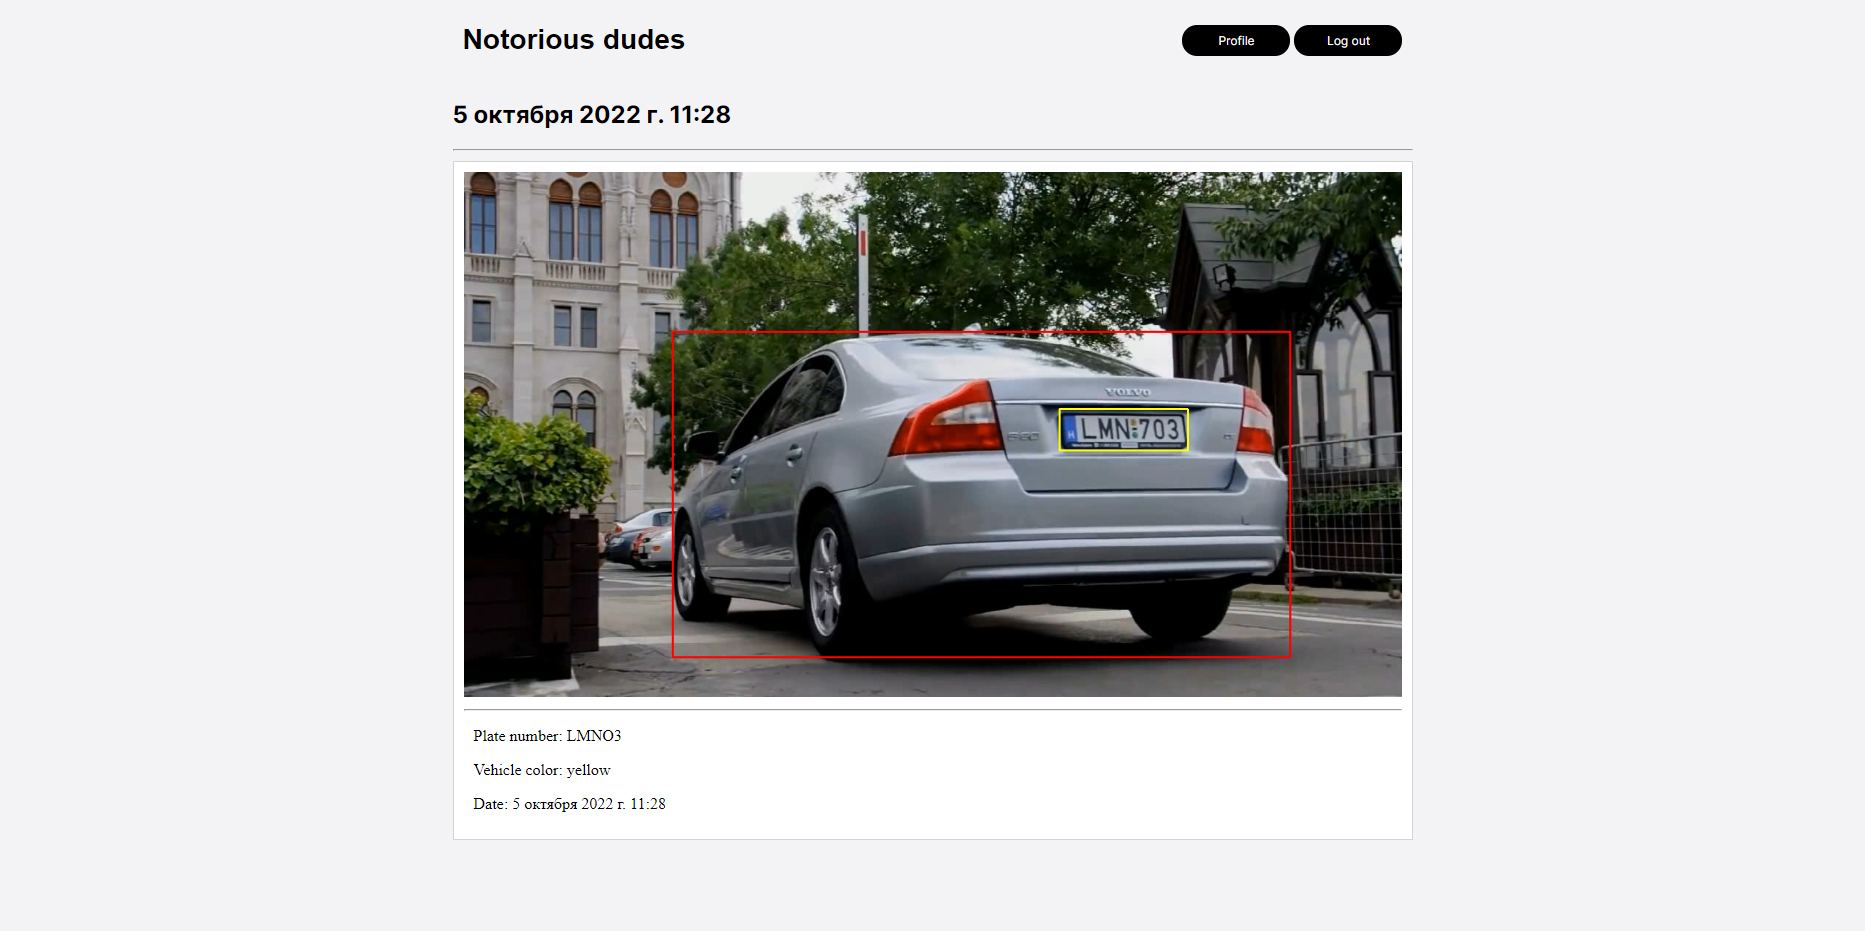 Notorious dudes
Profile
Log out
5 октября 2022 г. 11:28
VOLVO
S80
H
LMN:703
Plate number: LMNO3
Vehicle color: yellow
Date: 5 октября 2022 г. 11:28